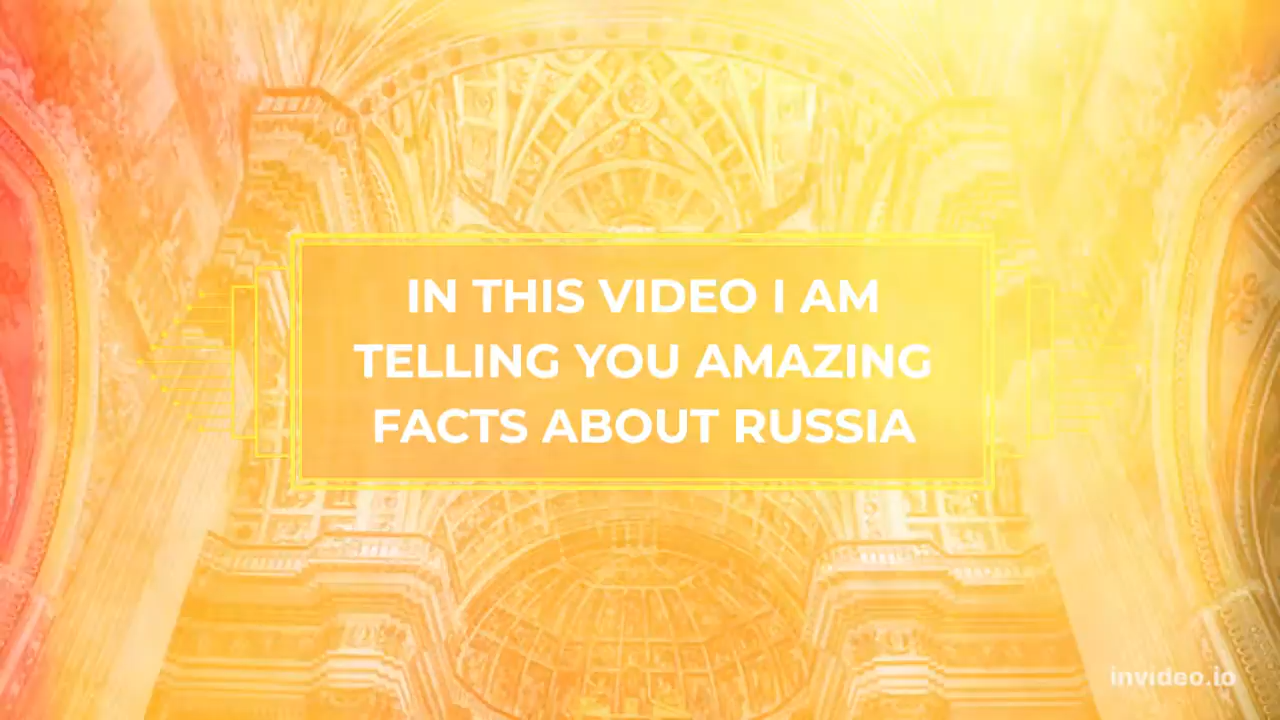 IN THIS VIDEO I AM
TELLING YOU AMAZING
FACTS ABOUT RUSSIA
invideo.io